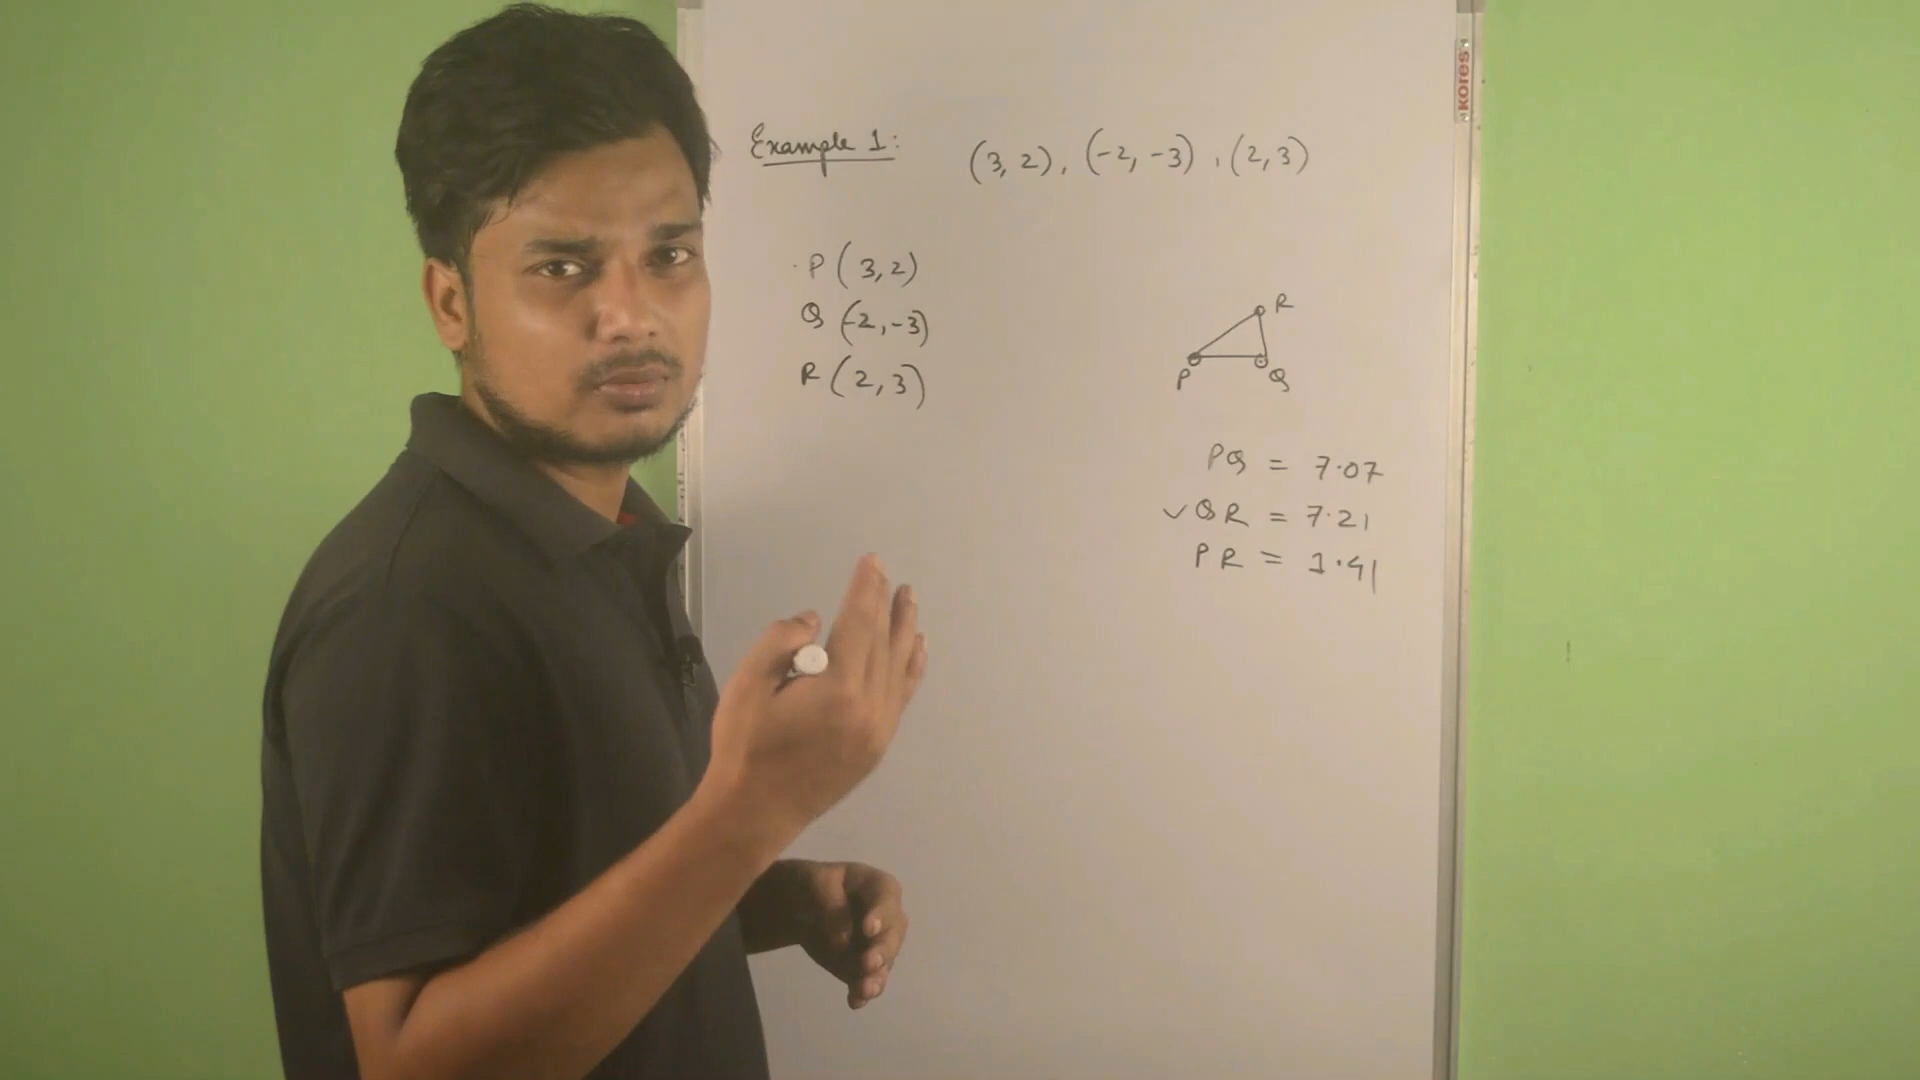 Example 1: (3, 2), (-2, -3), (2, 3)
P (3, 2)
Q (-2, -3)
R (2, 3)
R
P
Q
PQ = 7.07
✓ QR = 7.21
PR = 1.41
kores